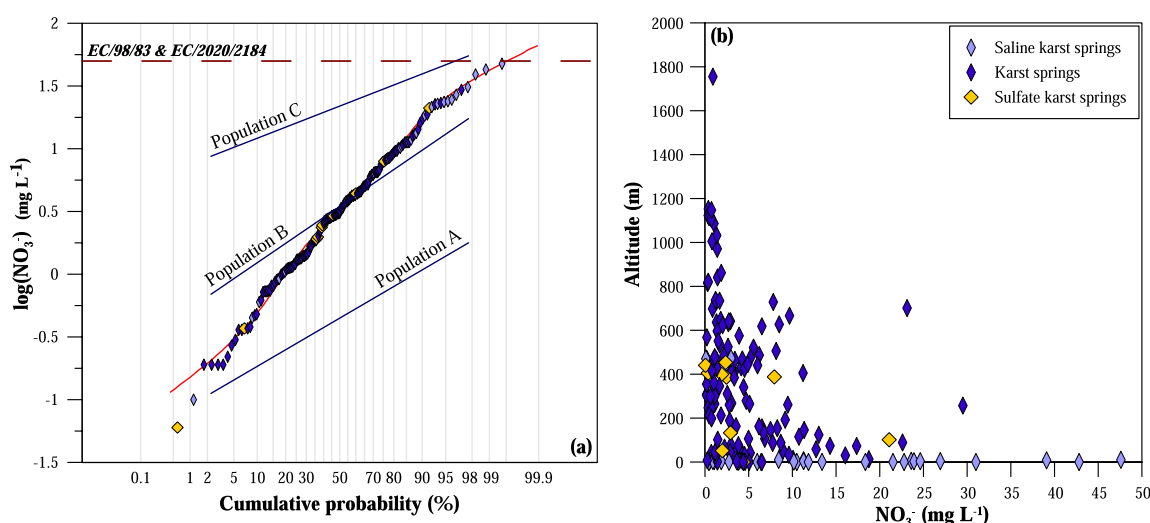 2
1.5
1
0.5
0
-0.5
-1
-1.5
log(NO₃⁻) (mg L⁻¹)
EC/98/83 & EC/2020/2184
Population C
Population B
Population A
(a)
0.1 1 2 5 10 20 30 50 70 80 90 95 98 99 99.9
Cumulative probability (%)
2000
1800
1600
1400
1200
1000
800
600
400
200
0
Altitude (m)
(b)
Saline karst springs
Karst springs
Sulfate karst springs
0 5 10 15 20 25 30 35 40 45 50
NO₃⁻ (mg L⁻¹)